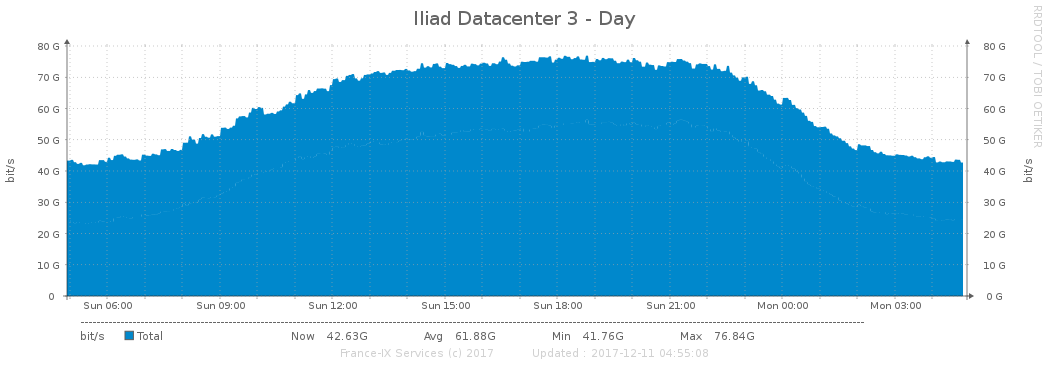 Iliad Datacenter 3 - Day
RRDTOOL / TOBI OETIKER
80 G 80 G
70 G 70 G
60 G 60 G
50 G 50 G
40 G 40 G
30 G 30 G
20 G 20 G
10 G 10 G
0 0 G
bit/s
bit/s
Sun 06:00 Sun 09:00 Sun 12:00 Sun 15:00 Sun 18:00 Sun 21:00 Mon 00:00 Mon 03:00
bit/s Total Now 42.63G Avg 61.88G Min 41.76G Max 76.84G
France-IX Services (c) 2017 Updated : 2017-12-11 04:55:08